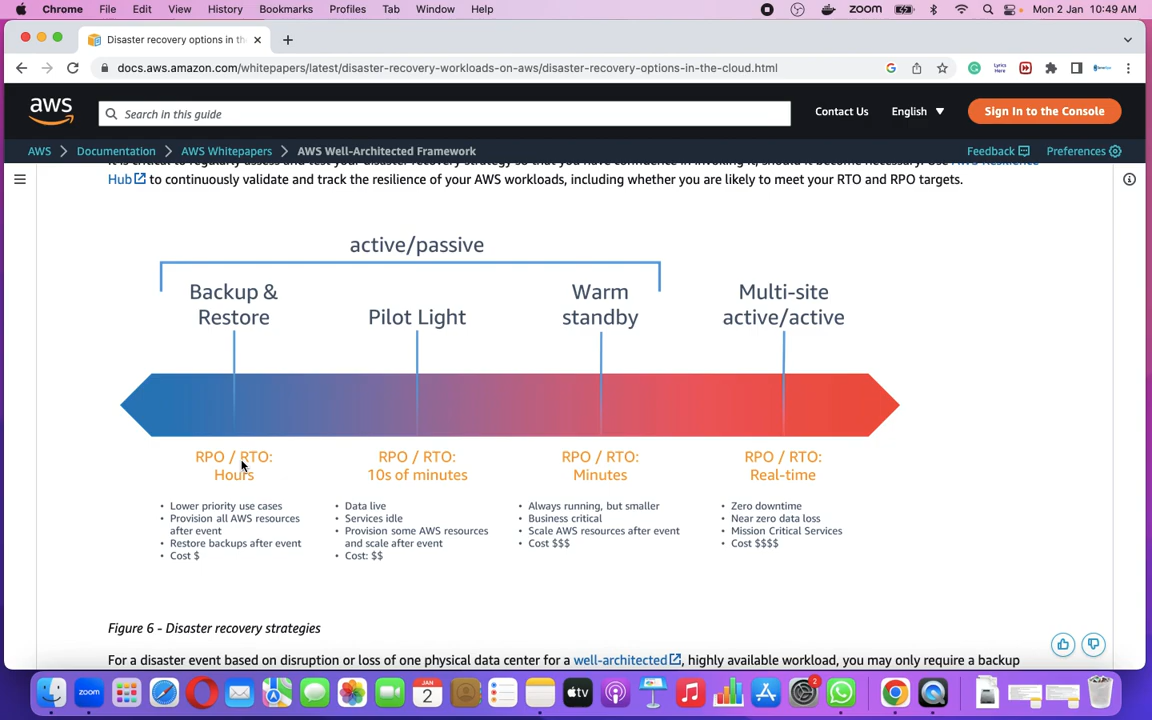 Chrome File Edit View History Bookmarks Profiles Tab Window Help zoom Mon 2 Jan 10:49 AM
Disaster recovery options in th
docs.aws.amazon.com/whitepapers/latest/disaster-recovery-workloads-on-aws/disaster-recovery-options-in-the-cloud.html
aws Search in this guide Contact Us English Sign In to the Console
AWS Documentation AWS Whitepapers AWS Well-Architected Framework Feedback Preferences
Hub to continuously validate and track the resilience of your AWS workloads, including whether you are likely to meet your RTO and RPO targets.
active/passive
Backup &
Restore
Pilot Light
Warm
standby
Multi-site
active/active
RPO / RTO:
Hours
• Lower priority use cases
• Provision all AWS resources
after event
• Restore backups after event
• Cost $
RPO / RTO:
10s of minutes
• Data live
• Services idle
• Provision some AWS resources
and scale after event
• Cost: $$
RPO / RTO:
Minutes
• Always running, but smaller
• Business critical
• Scale AWS resources after event
• Cost $$$
RPO / RTO:
Real-time
• Zero downtime
• Near zero data loss
• Mission Critical Services
• Cost $$$$
Figure 6 - Disaster recovery strategies
For a disaster event based on disruption or loss of one physical data center for a well-architected, highly available workload, you may only require a backup
zoom
JAN
2
tv
2